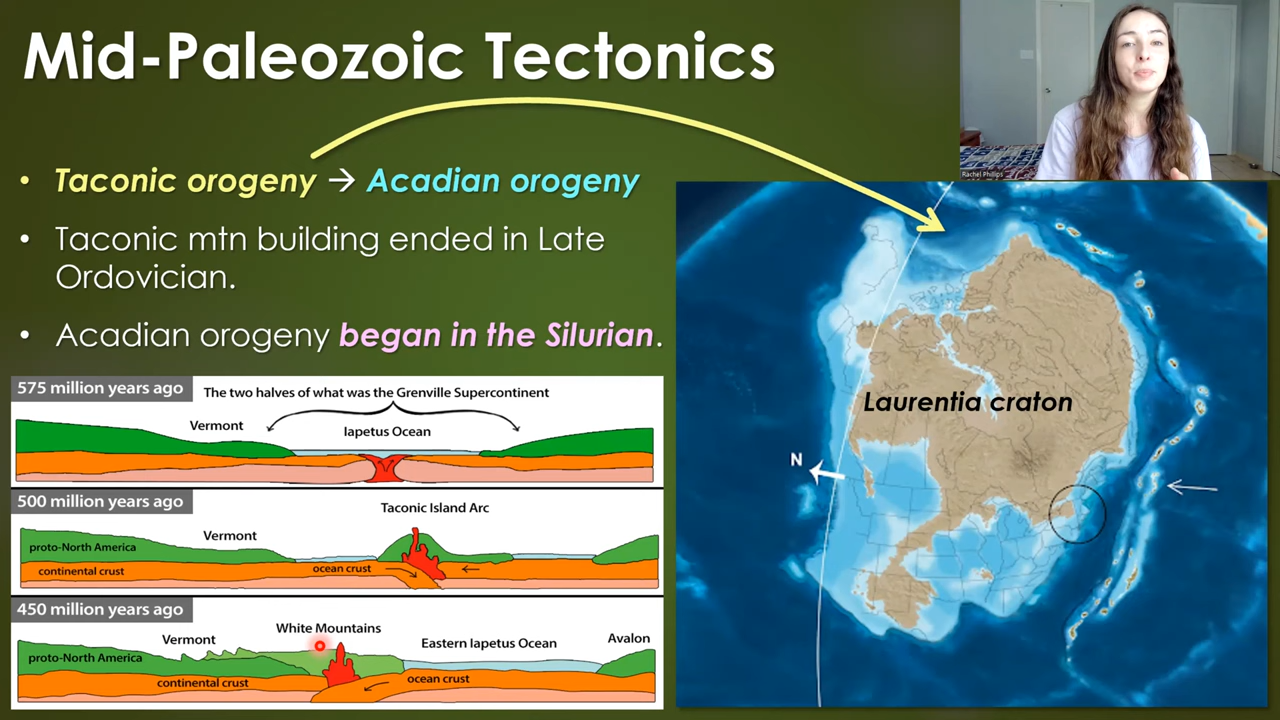 Mid-Paleozoic Tectonics
Rachel Phillips
• Taconic orogeny → Acadian orogeny
• Taconic mtn building ended in Late
Ordovician.
• Acadian orogeny began in the Silurian.
575 million years ago
The two halves of what was the Grenville Supercontinent
Vermont
Iapetus Ocean
500 million years ago
Taconic Island Arc
Vermont
proto-North America
continental crust
ocean crust
450 million years ago
White Mountains
Vermont
Eastern Iapetus Ocean
Avalon
proto-North America
continental crust
ocean crust
Laurentia craton
N